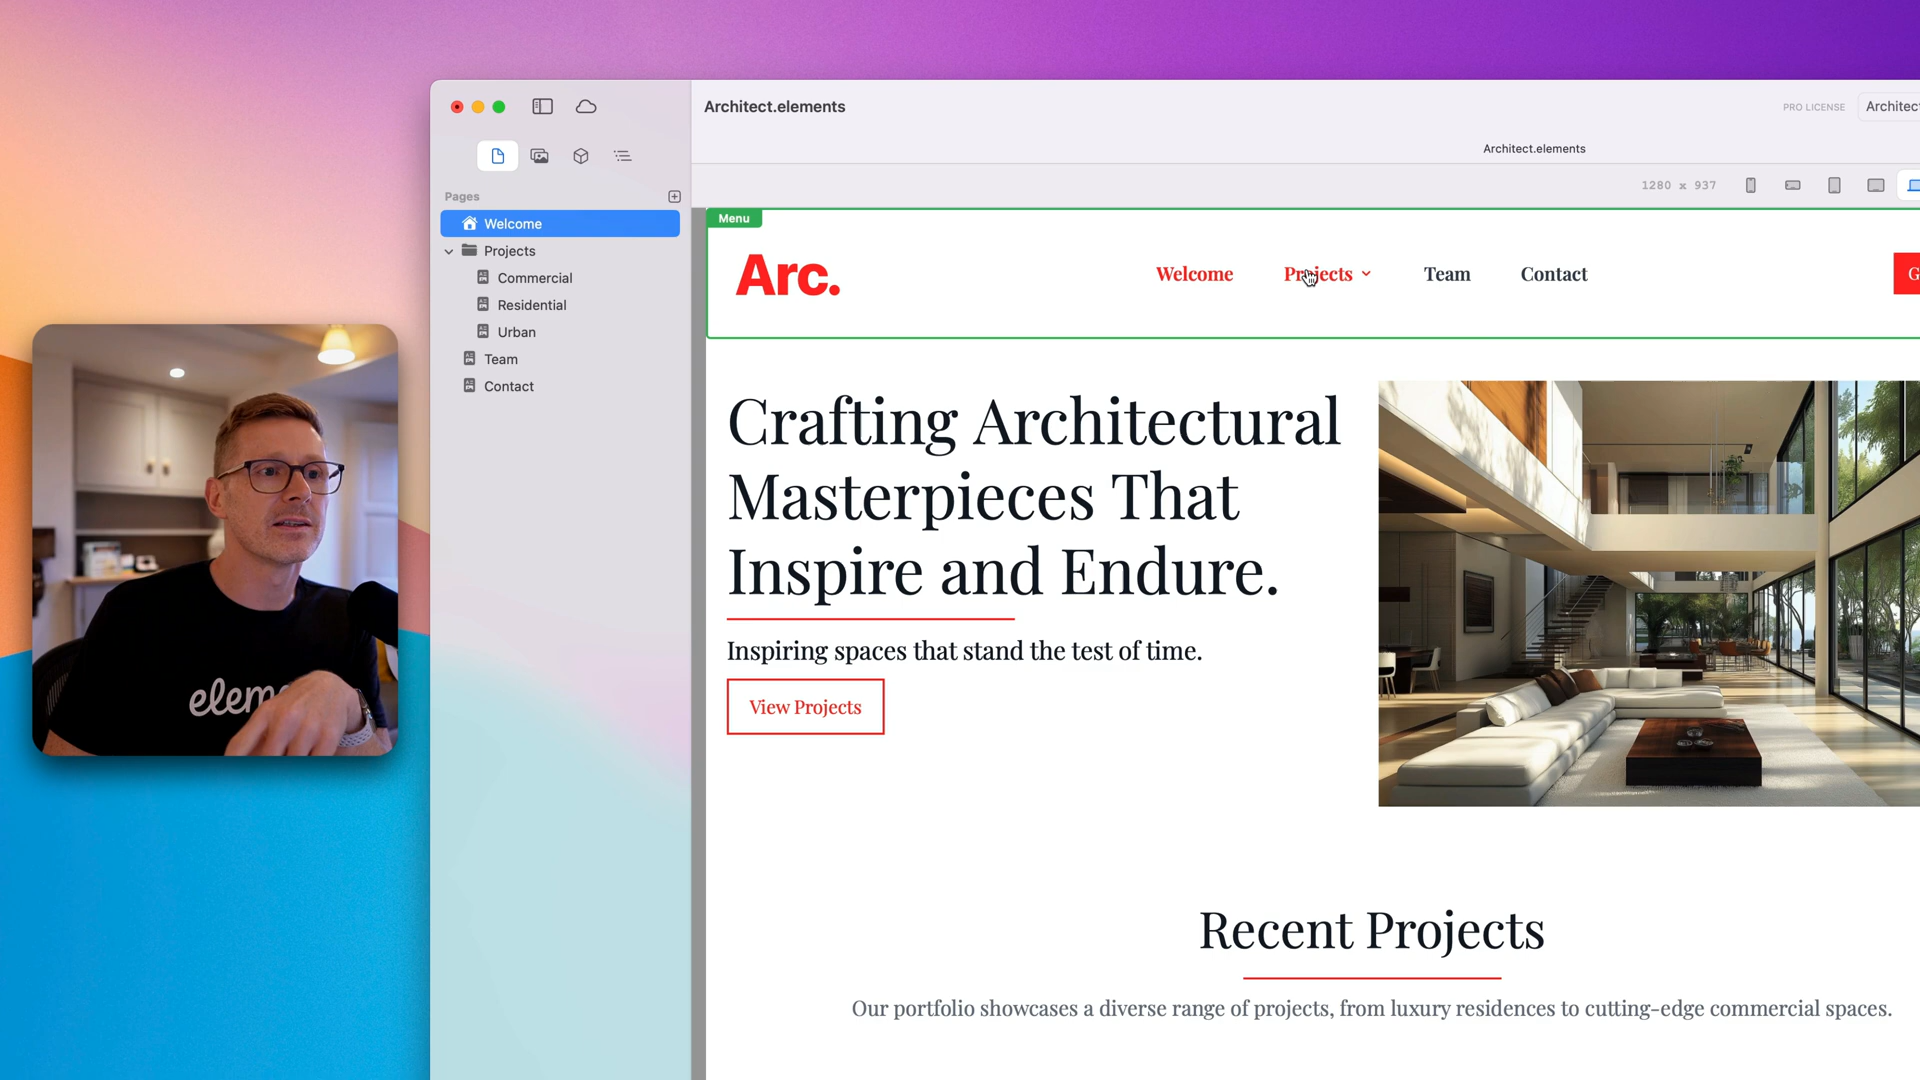 Architect.elements
PRO LICENSE
Architect.elements
1280 x 937
Pages
Welcome
Projects
Commercial
Residential
Urban
Team
Contact
Menu
Arc.
Welcome
Projects
Team
Contact
Crafting Architectural
Masterpieces That
Inspire and Endure.
Inspiring spaces that stand the test of time.
View Projects
Recent Projects
Our portfolio showcases a diverse range of projects, from luxury residences to cutting-edge commercial spaces.